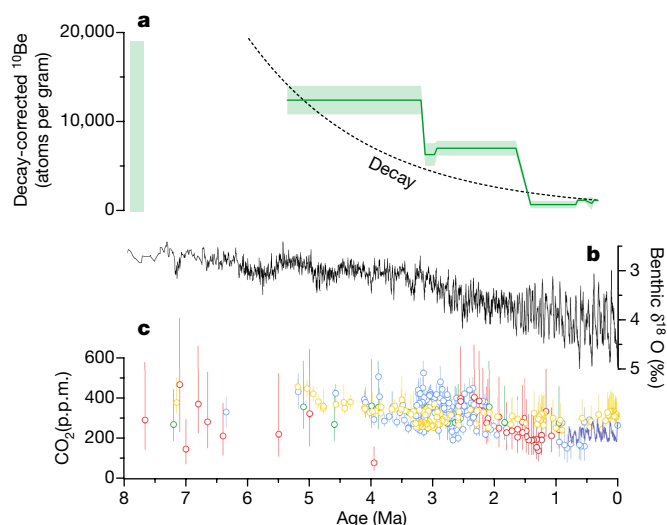 a
Decay-corrected ¹⁰Be
(atoms per gram)
20,000
10,000
0
Decay
b
Benthic δ¹⁸ O (‰)
3
4
5
c
CO₂(p.p.m.)
600
400
200
0
8 7 6 5 4 3 2 1 0
Age (Ma)